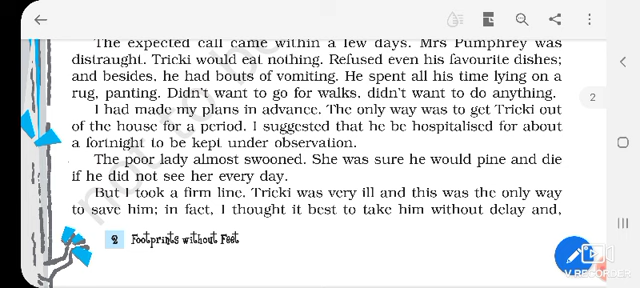 The expected call came within a few days. Mrs Pumphrey was
distraught. Tricki would eat nothing. Refused even his favourite dishes;
and besides, he had bouts of vomiting. He spent all his time lying on a
rug, panting. Didn't want to go for walks, didn't want to do anything.
I had made my plans in advance. The only way was to get Tricki out
of the house for a period. I suggested that he be hospitalised for about
a fortnight to be kept under observation.
The poor lady almost swooned. She was sure he would pine and die
if he did not see her every day.
But I took a firm line. Tricki was very ill and this was the only way
to save him; in fact, I thought it best to take him without delay and,
2 Footprints without Feet
2
V.RECORDER
not to be